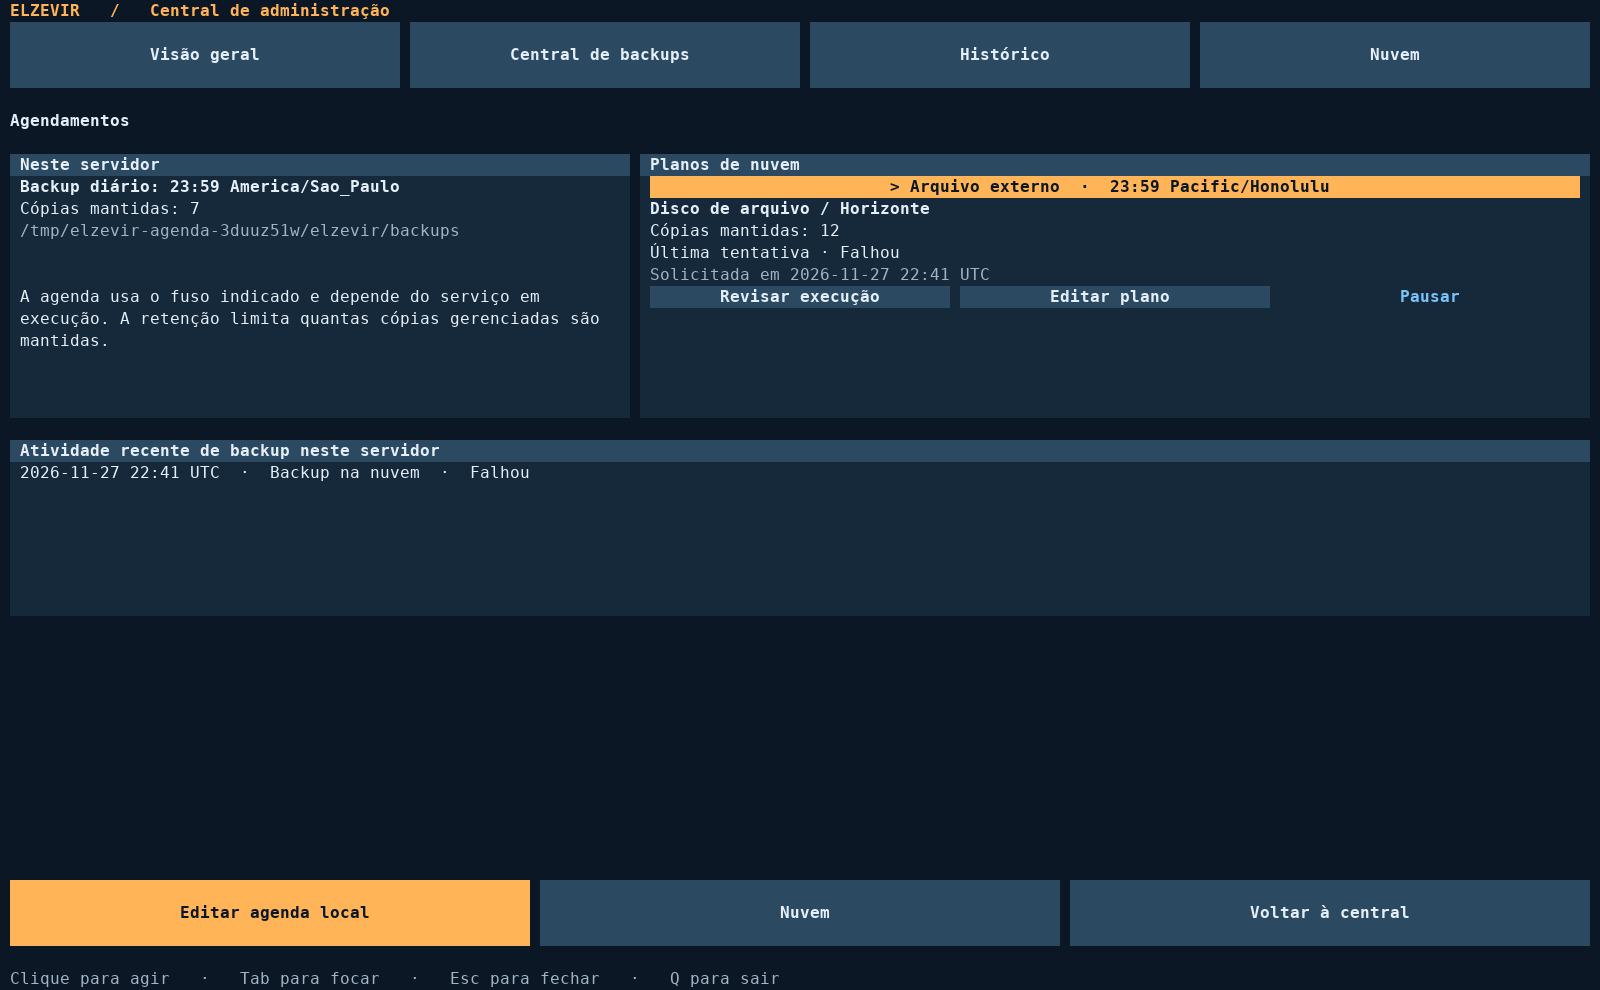 ELZEVIR / Central de administração
Visão geral
Central de backups
Histórico
Nuvem
Agendamentos
Neste servidor
Backup diário: 23:59 America/Sao_Paulo
Cópias mantidas: 7
/tmp/elzevir-agenda-3duuz51w/elzevir/backups
A agenda usa o fuso indicado e depende do serviço em
execução. A retenção limita quantas cópias gerenciadas são
mantidas.
Planos de nuvem
> Arquivo externo · 23:59 Pacific/Honolulu
Disco de arquivo / Horizonte
Cópias mantidas: 12
Última tentativa · Falhou
Solicitada em 2026-11-27 22:41 UTC
Revisar execução
Editar plano
Pausar
Atividade recente de backup neste servidor
2026-11-27 22:41 UTC · Backup na nuvem · Falhou
Editar agenda local
Nuvem
Voltar à central
Clique para agir · Tab para focar · Esc para fechar · Q para sair